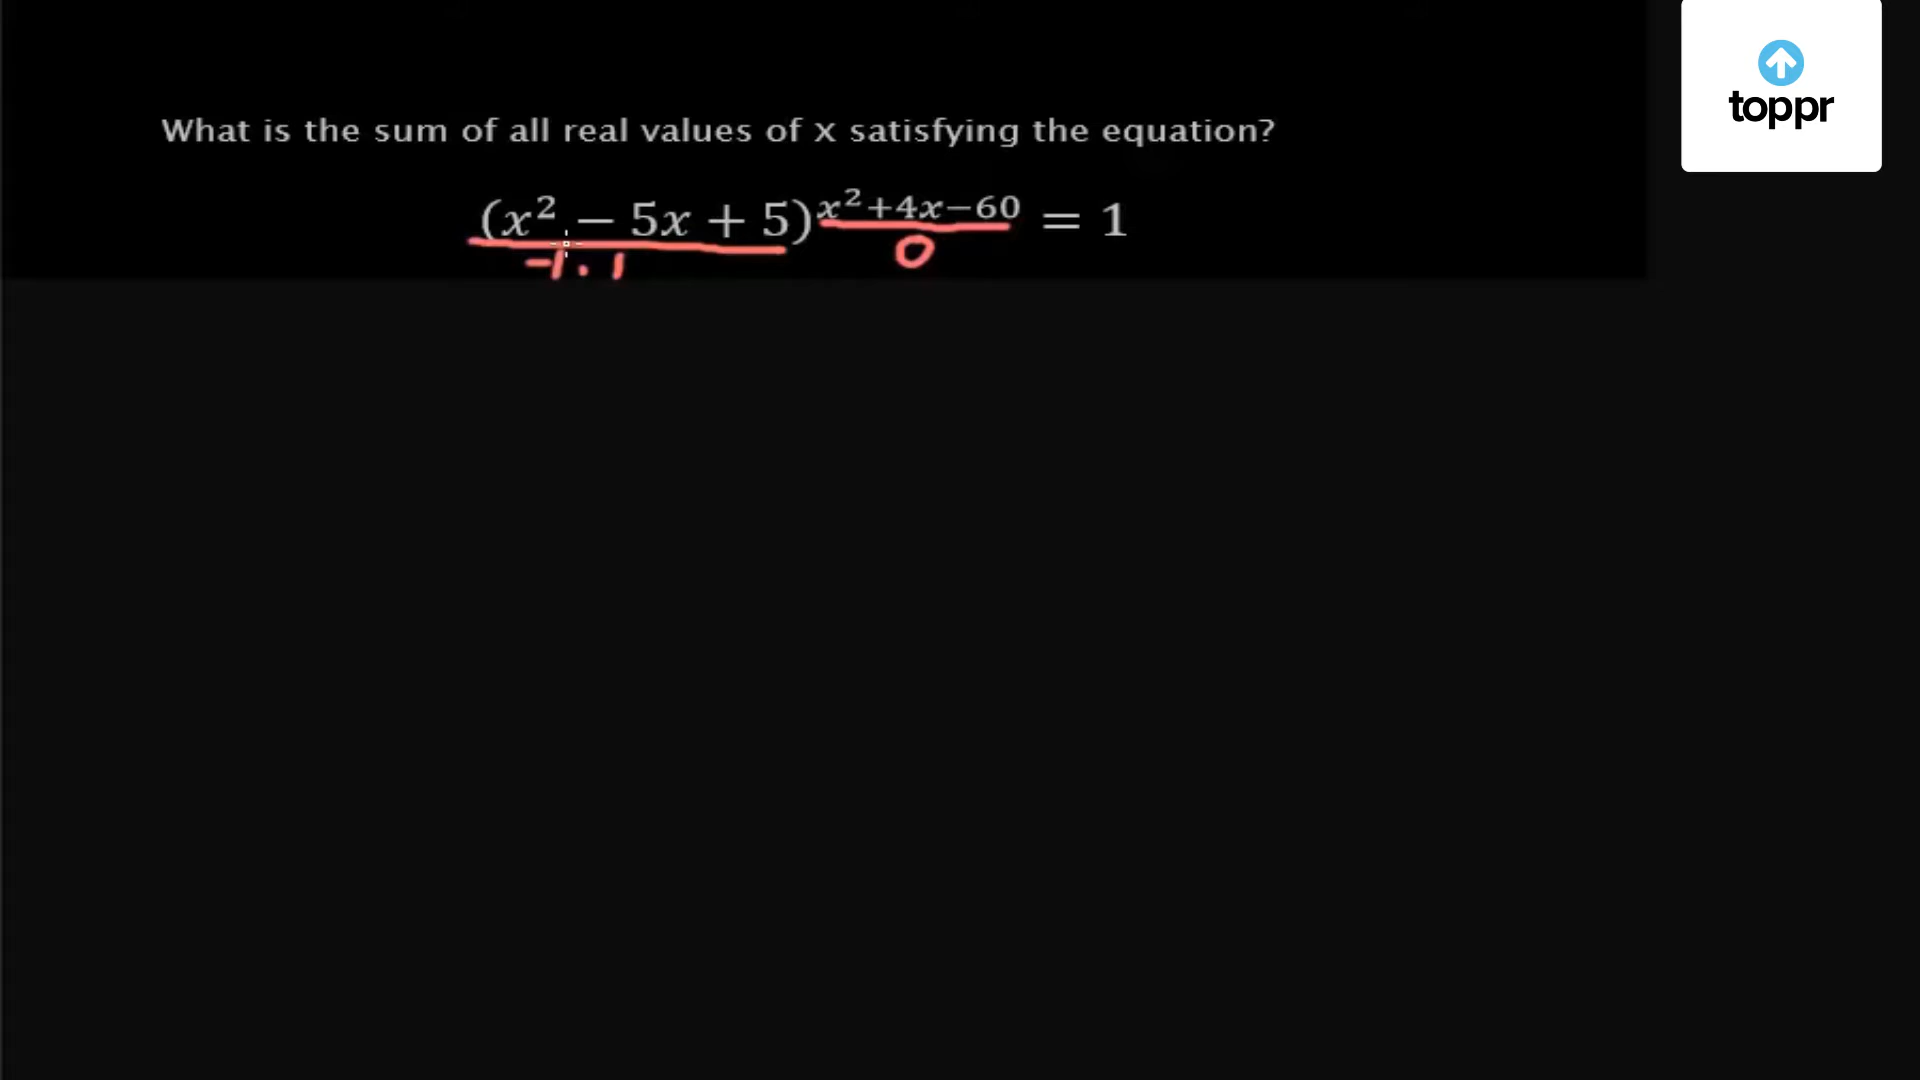 toppr
What is the sum of all real values of x satisfying the equation?
(x² − 5x + 5)^{x²+4x−60} = 1
-1, 1 0